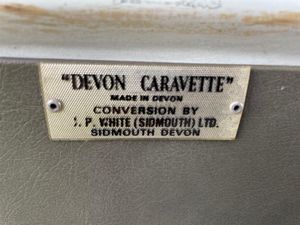 "DEVON CARAVETTE"
MADE IN DEVON
CONVERSION BY
. P. WHITE (SIDMOUTH) LTD.
SIDMOUTH DEVON